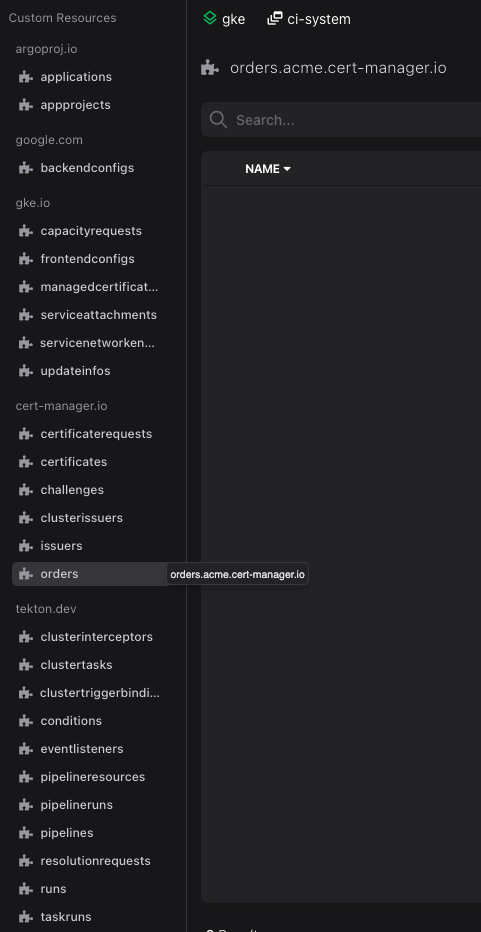 Custom Resources
argoproj.io
applications
appprojects
google.com
backendconfigs
gke.io
capacityrequests
frontendconfigs
managedcertificat...
serviceattachments
servicenetworken...
updateinfos
cert-manager.io
certificaterequests
certificates
challenges
clusterissuers
issuers
orders
orders.acme.cert-manager.io
tekton.dev
clusterinterceptors
clustertasks
clustertriggerbindi...
conditions
eventlisteners
pipelineresources
pipelineruns
pipelines
resolutionrequests
runs
taskruns
gke ci-system
orders.acme.cert-manager.io
Search...
NAME